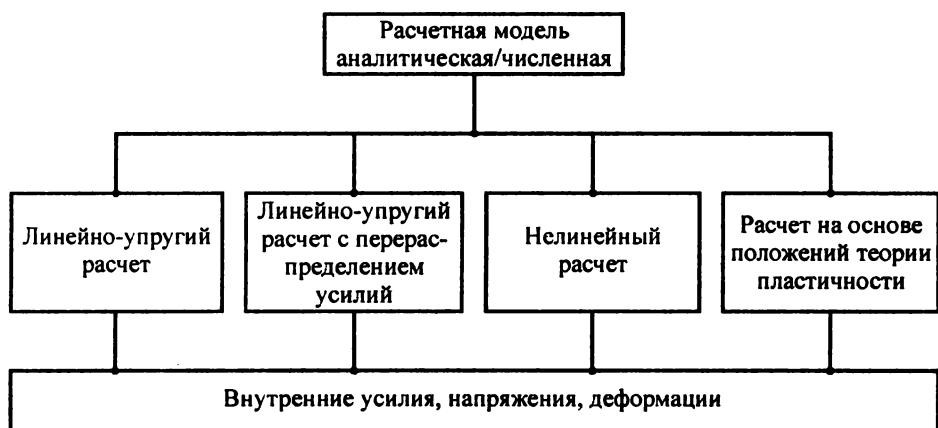 Расчетная модель
аналитическая/численная
Линейно-упругий
расчет
Линейно-упругий
расчет с перерас-
пределением
усилий
Нелинейный
расчет
Расчет на основе
положений теории
пластичности
Внутренние усилия, напряжения, деформации